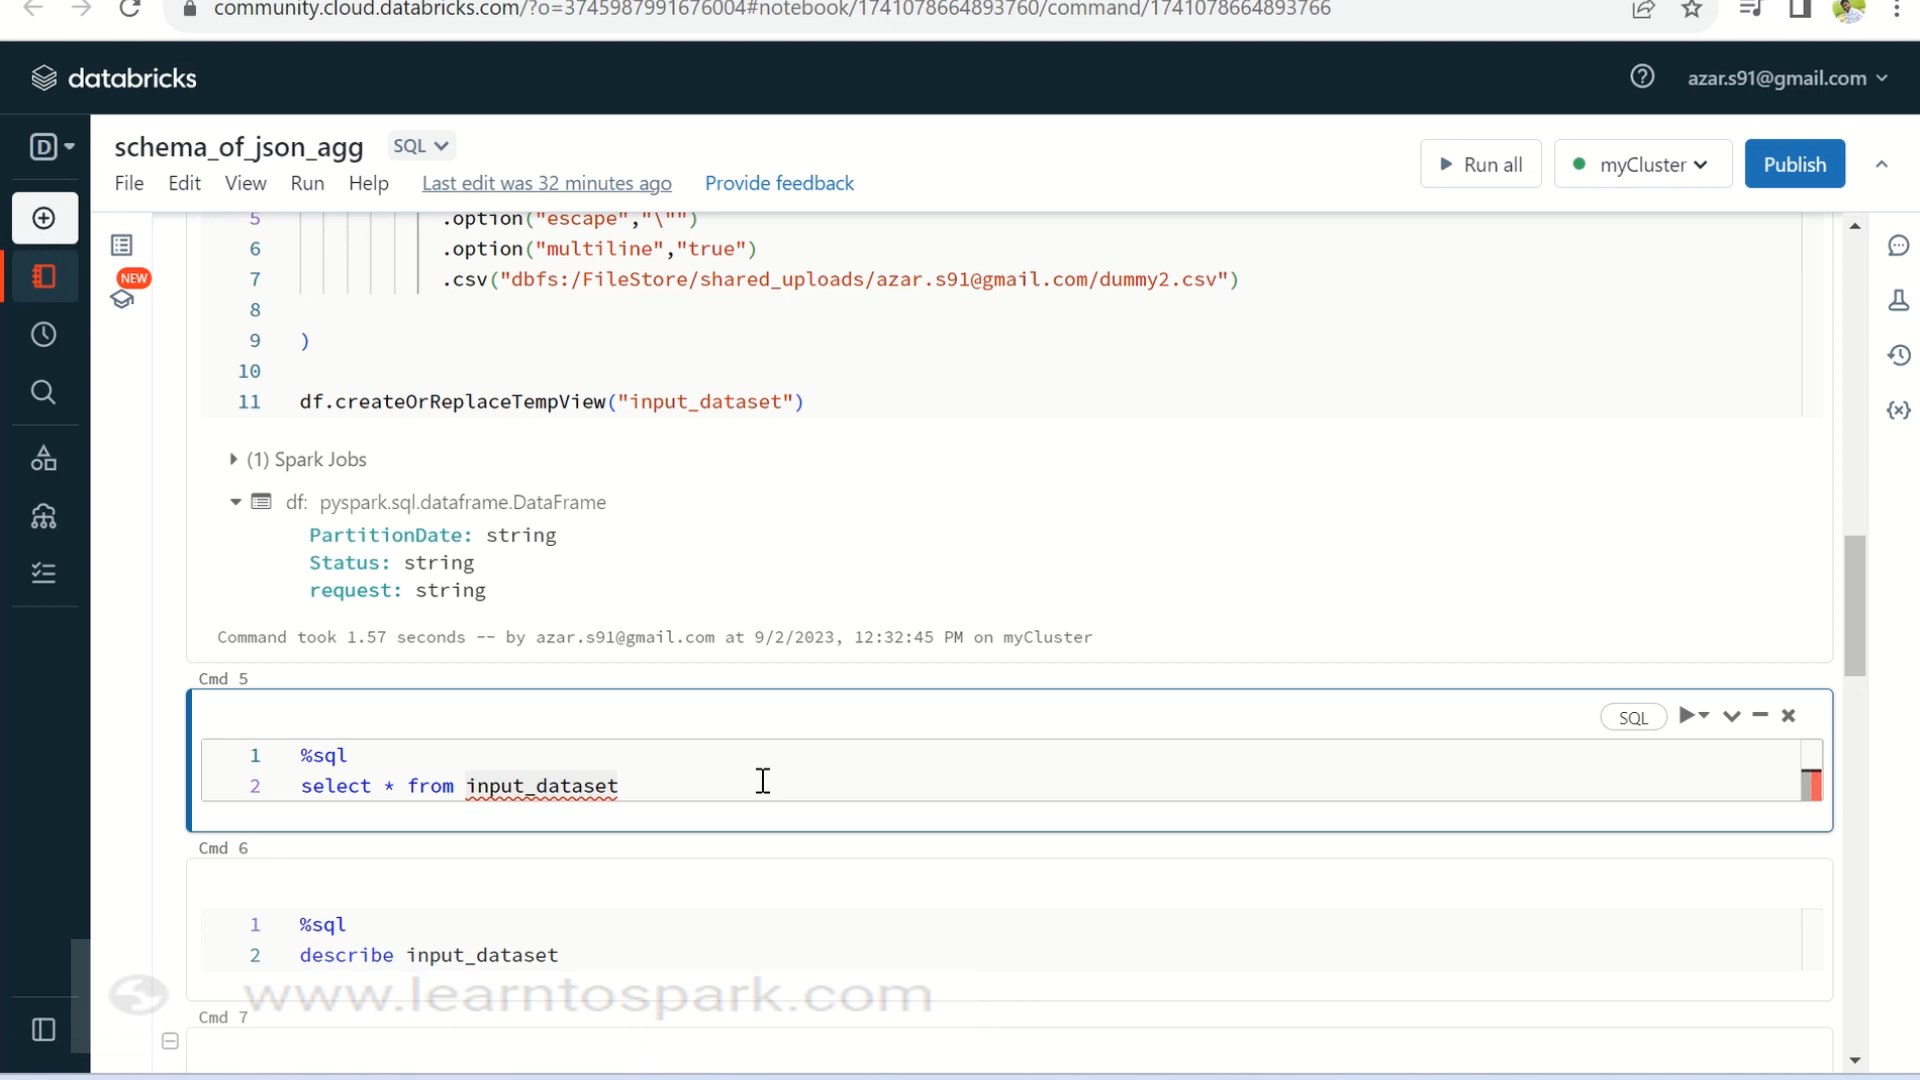 community.cloud.databricks.com/?o=3745987991676004#notebook/1741078664893760/command/1741078664893766
databricks
azar.s91@gmail.com
D
schema_of_json_agg
SQL
File Edit View Run Help Last edit was 32 minutes ago Provide feedback
Run all
myCluster
Publish
NEW
5 .option("escape","\"")
6 .option("multiline","true")
7 .csv("dbfs:/FileStore/shared_uploads/azar.s91@gmail.com/dummy2.csv")
8
9 )
10
11 df.createOrReplaceTempView("input_dataset")
(1) Spark Jobs
df: pyspark.sql.dataframe.DataFrame
PartitionDate: string
Status: string
request: string
Command took 1.57 seconds -- by azar.s91@gmail.com at 9/2/2023, 12:32:45 PM on myCluster
Cmd 5
SQL
1 %sql
2 select * from input_dataset
Cmd 6
1 %sql
2 describe input_dataset
www.learntospark.com
Cmd 7